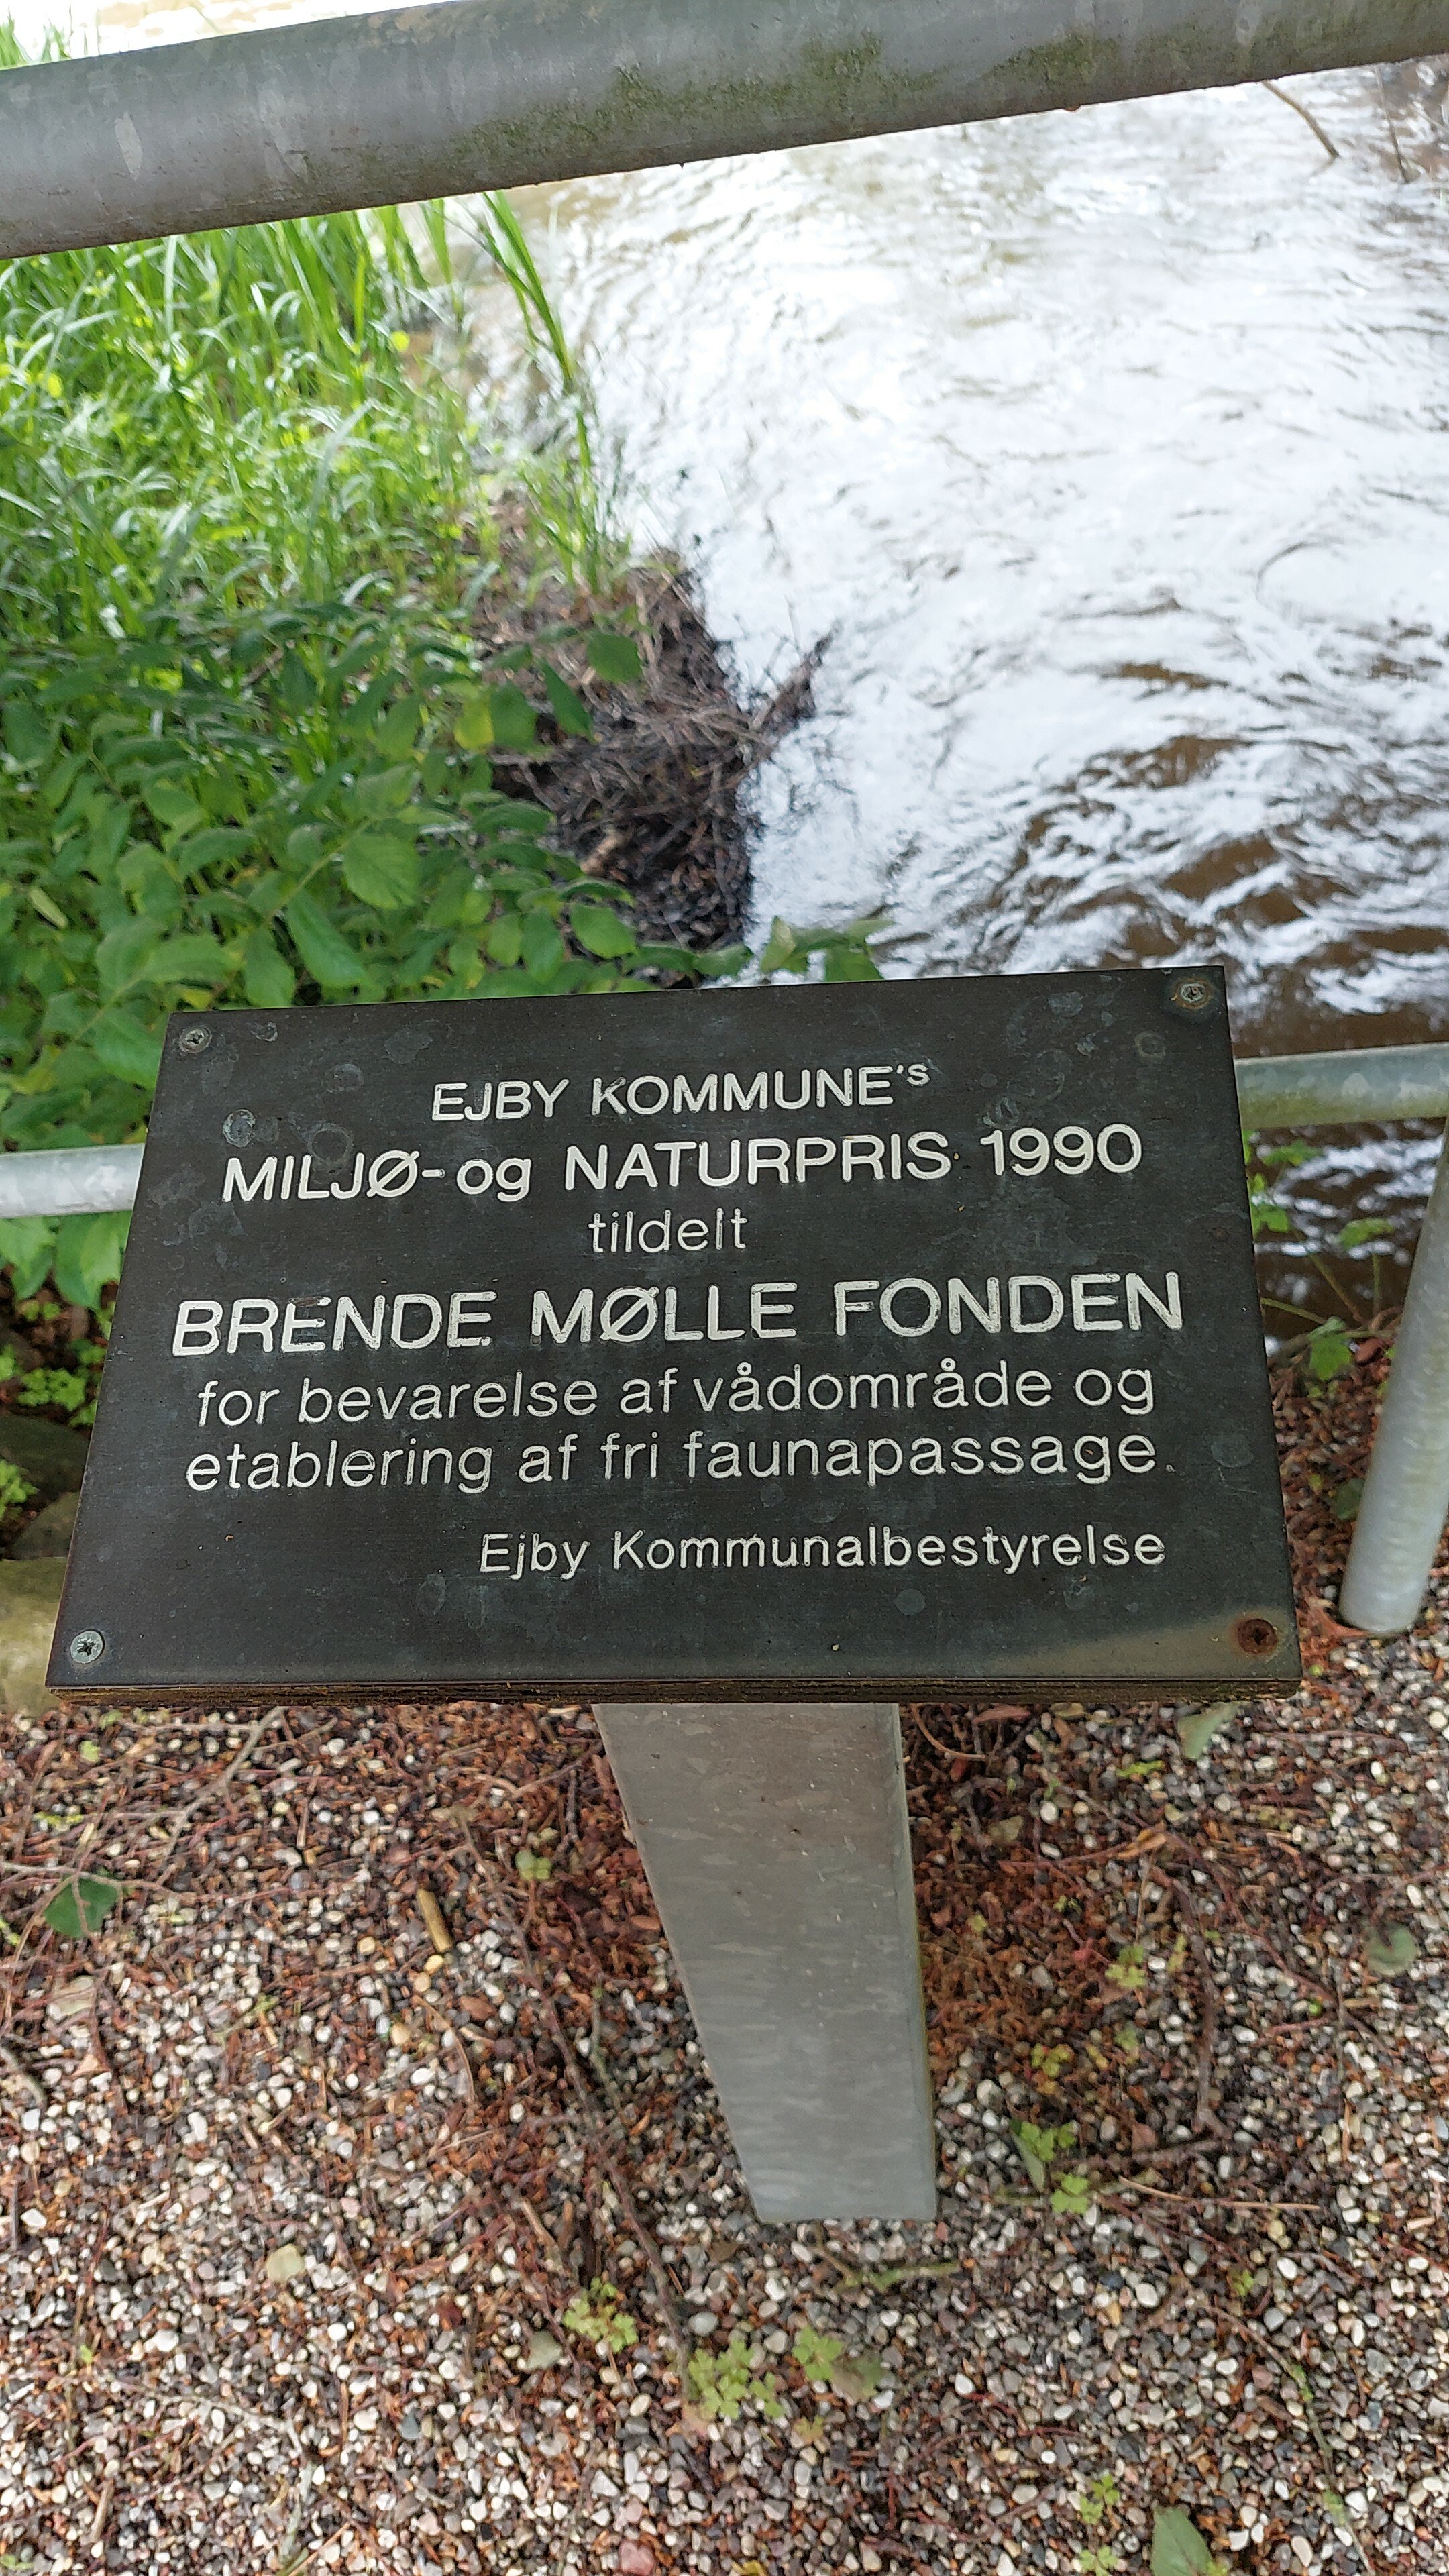 EJBY KOMMUNE's
MILJØ-og NATURPRIS 1990
tildelt
BRENDE MØLLE FONDEN
for bevarelse af vådområde og
etablering af fri faunapassage.
Ejby Kommunalbestyrelse